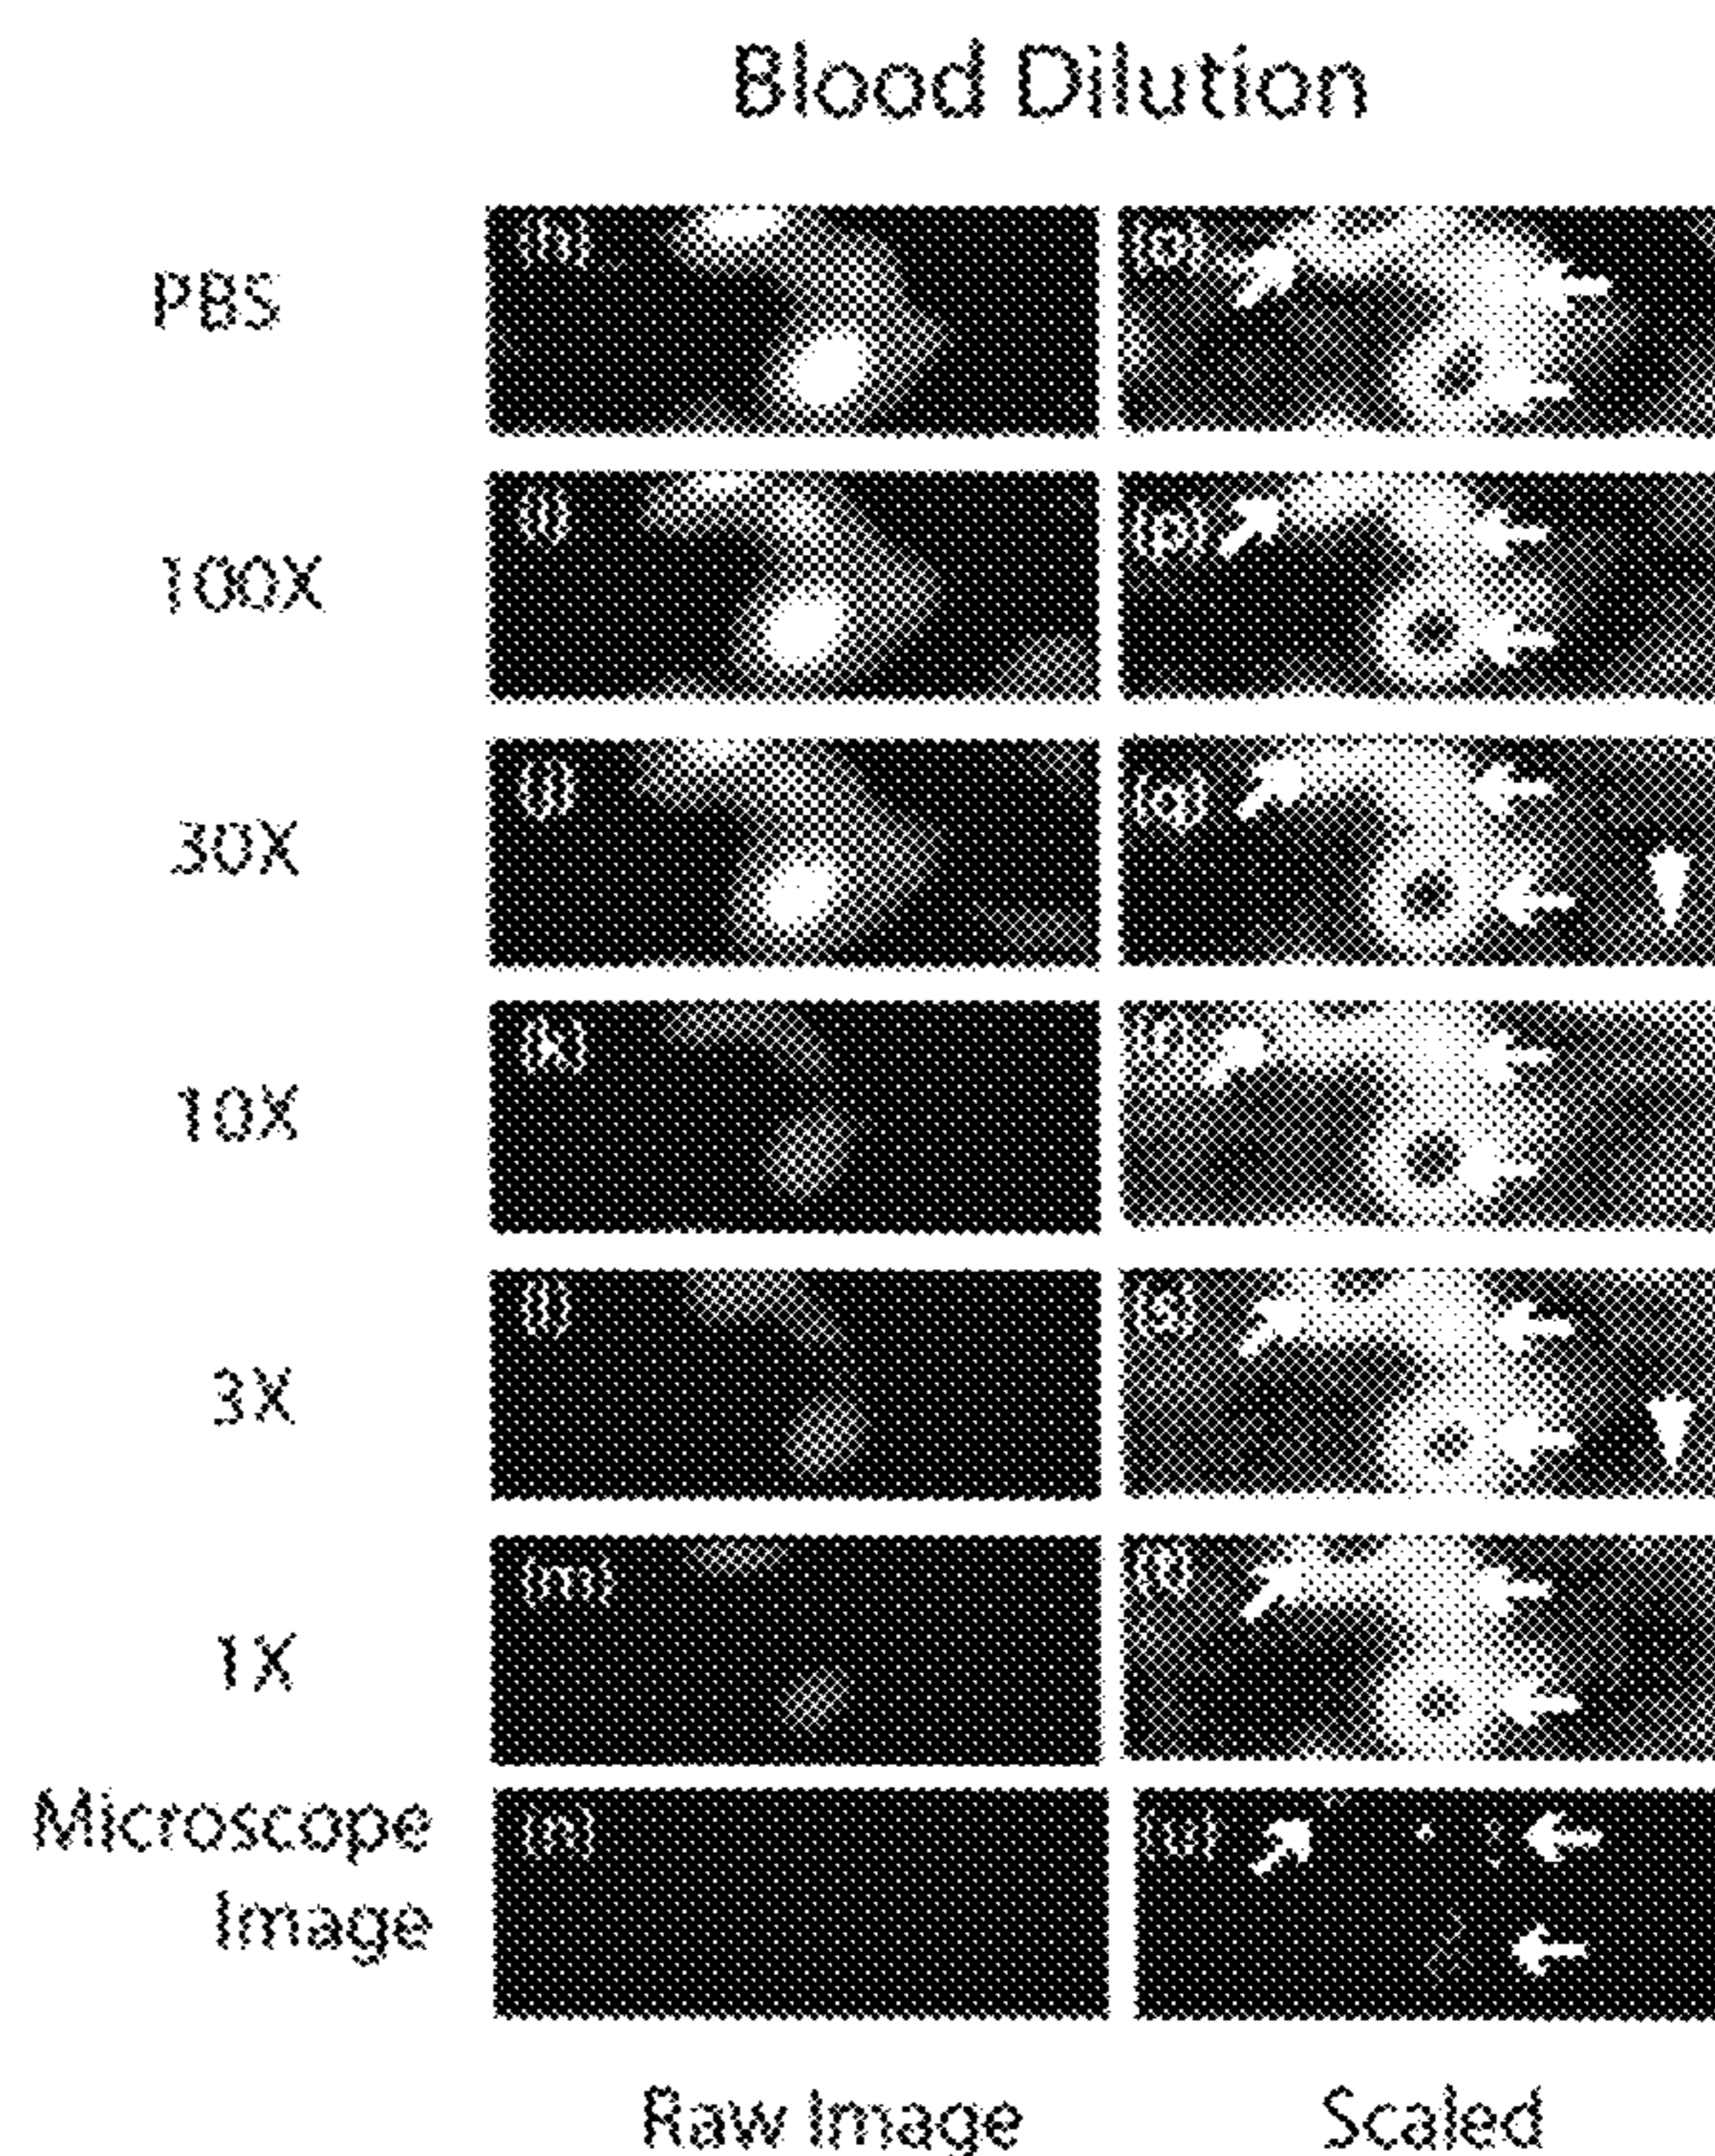 Blood Dilution
PBS (h) (o)
100X (i) (p)
30X (j) (q)
10X (k) (r)
3X (l) (s)
1X (m) (t)
Microscope (n) (u)
Image
Raw Image Scaled